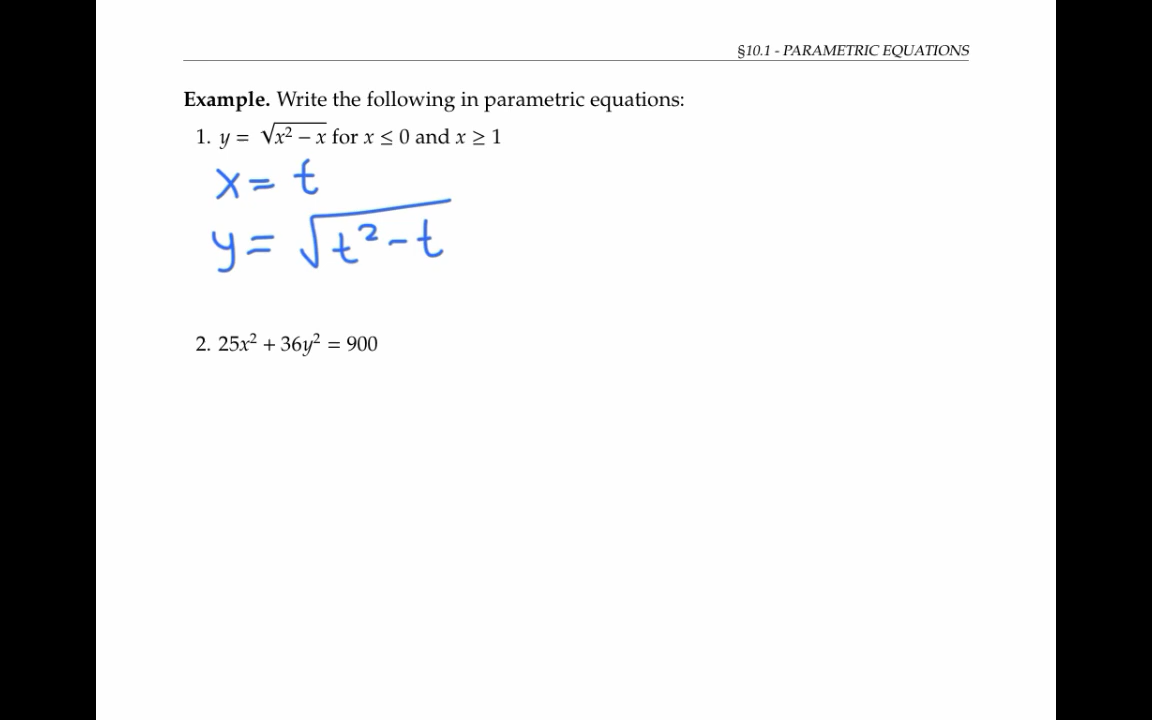 §10.1 - PARAMETRIC EQUATIONS
Example. Write the following in parametric equations:
1. y = √(x² − x) for x ≤ 0 and x ≥ 1
x = t
y = √(t² - t)
2. 25x² + 36y² = 900